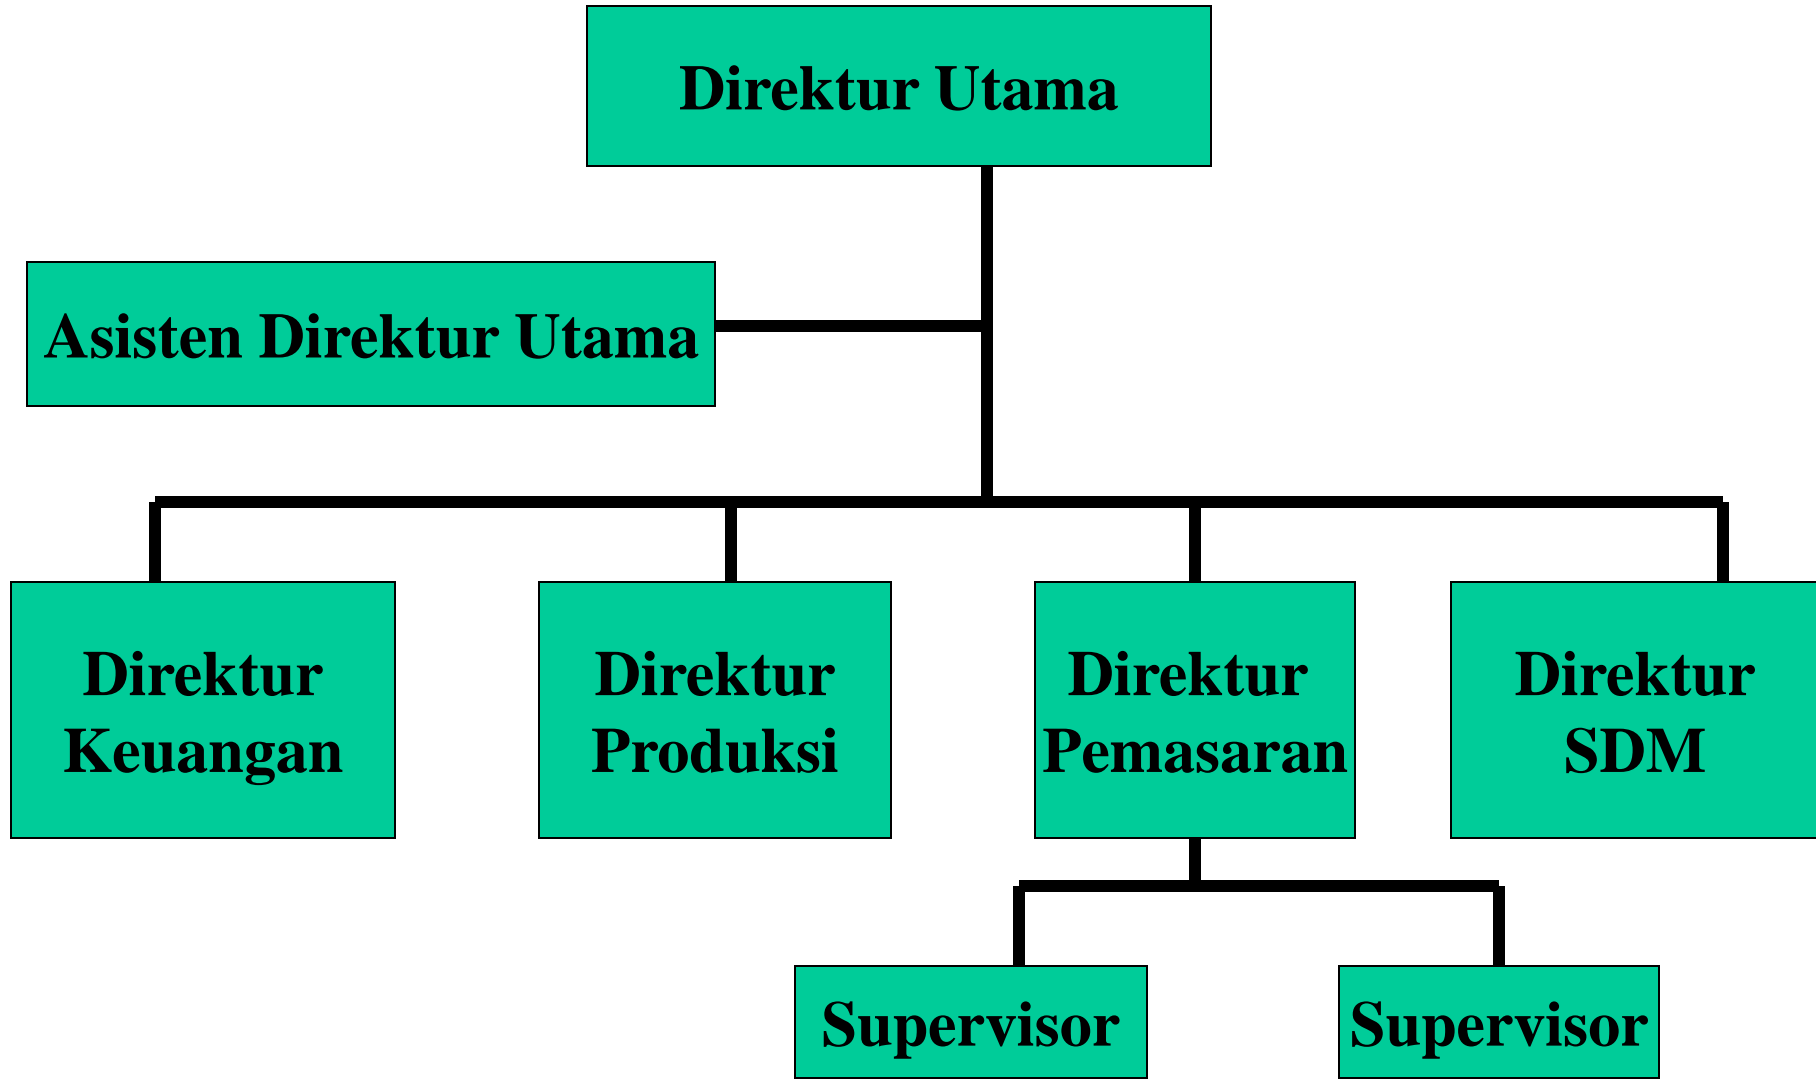 Direktur Utama
Asisten Direktur Utama
Direktur
Keuangan
Direktur
Produksi
Direktur
Pemasaran
Direktur
SDM
Supervisor
Supervisor